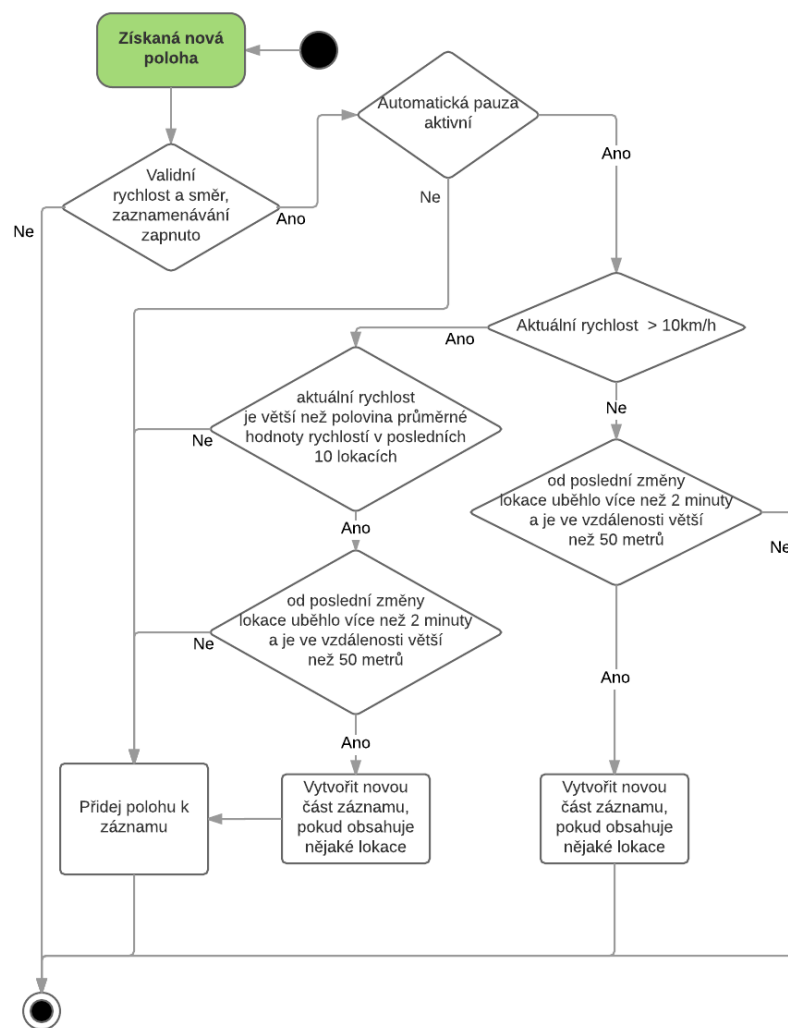 Získaná nová
poloha
Automatická pauza
aktivní
Validní
rychlost a směr,
zaznamenávání
zapnuto
Ne
Ano
Ne
Ano
Aktuální rychlost  > 10km/h
Ano
Ne
aktuální rychlost
je větší než polovina průměrné
hodnoty rychlostí v posledních
10 lokacích
Ne
Ano
od poslední změny
lokace uběhlo více než 2 minuty
a je ve vzdálenosti větší
než 50 metrů
Ne
Ano
od poslední změny
lokace uběhlo více než 2 minuty
a je ve vzdálenosti větší
než 50 metrů
Ne
Ano
Přidej polohu k
záznamu
Vytvořit novou
část záznamu,
pokud obsahuje
nějaké lokace
Vytvořit novou
část záznamu,
pokud obsahuje
nějaké lokace